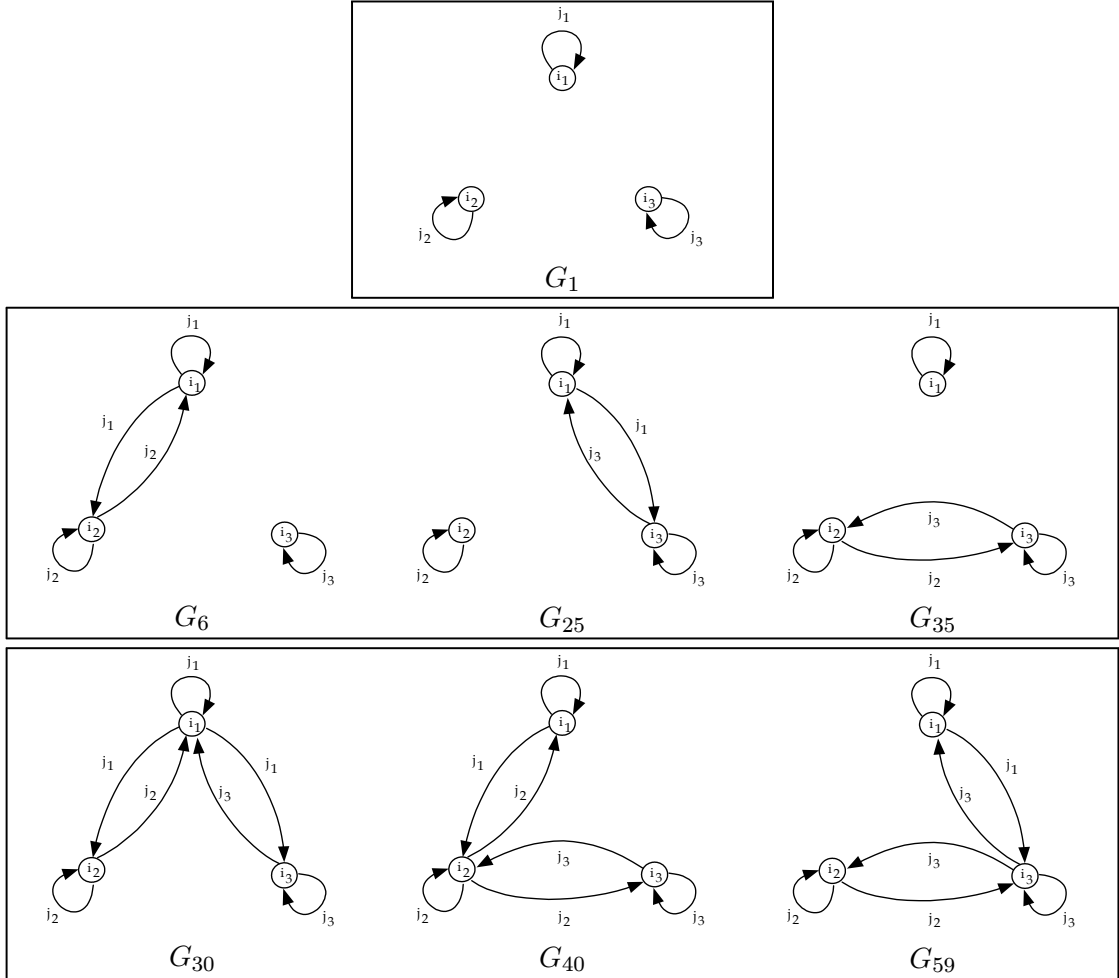 j₁
i₁
i₂ i₃
j₂ j₃
G₁
j₁ j₁ j₁
i₁ i₁ i₁
j₁ j₁
j₂ j₃
j₃
i₂ i₃ i₂ i₃ i₂ i₃
j₂ j₃ j₂ j₃ j₂ j₂ j₃
G₆ G₂₅ G₃₅
j₁ j₁ j₁
i₁ i₁ i₁
j₁ j₁ j₁ j₁
j₂ j₃ j₂ j₃
j₃ j₃
i₂ i₃ i₂ i₃ i₂ i₃
j₂ j₃ j₂ j₂ j₃ j₂ j₂ j₃
G₃₀ G₄₀ G₅₉